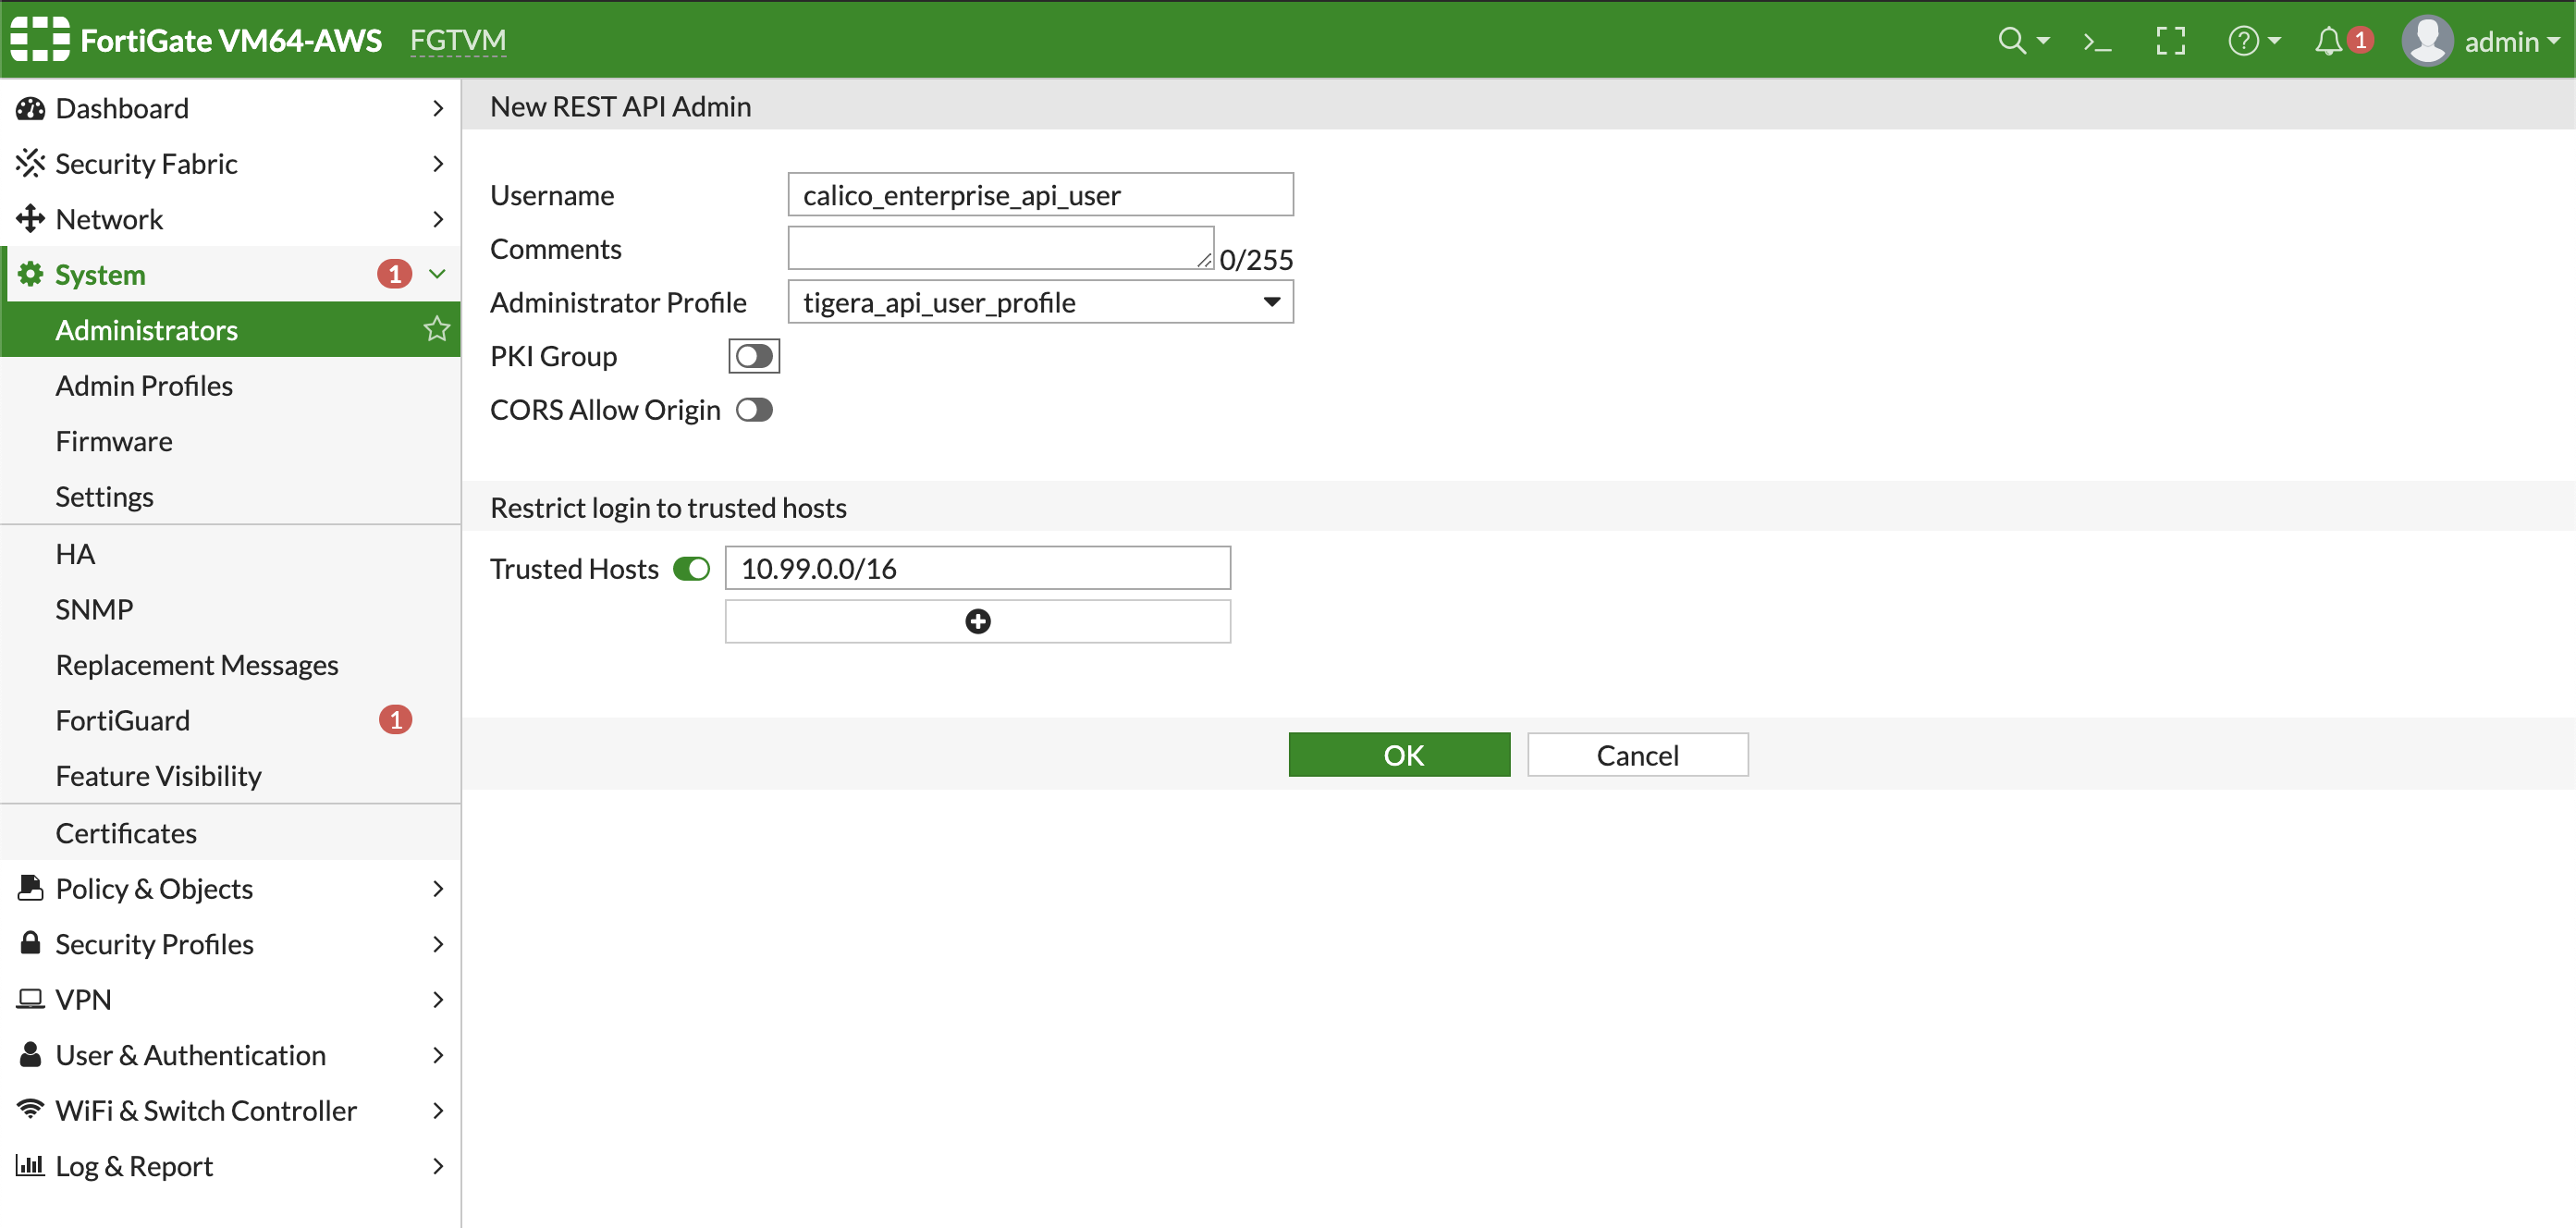 FortiGate VM64-AWS FGTVM 1 admin
Dashboard
Security Fabric
Network
System 1
Administrators
Admin Profiles
Firmware
Settings
HA
SNMP
Replacement Messages
FortiGuard 1
Feature Visibility
Certificates
Policy & Objects
Security Profiles
VPN
User & Authentication
WiFi & Switch Controller
Log & Report
New REST API Admin
Username calico_enterprise_api_user
Comments 0/255
Administrator Profile tigera_api_user_profile
PKI Group
CORS Allow Origin
Restrict login to trusted hosts
Trusted Hosts 10.99.0.0/16
OK Cancel